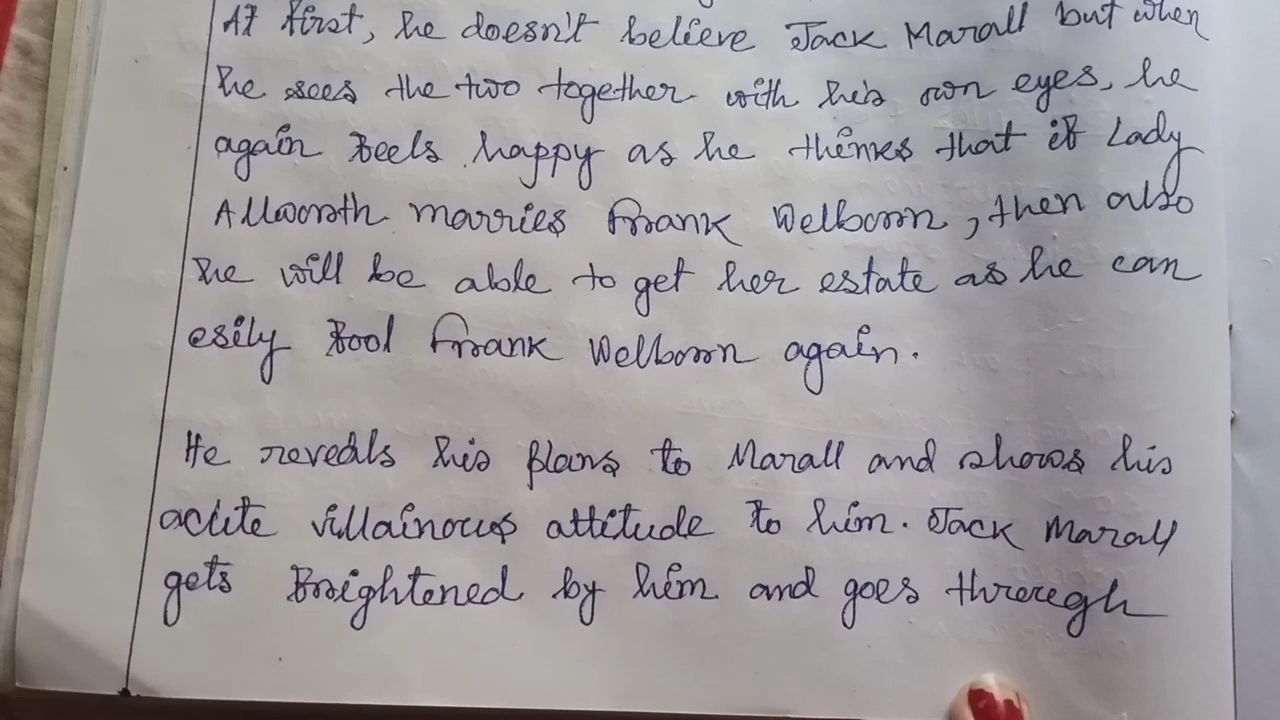 At first, he doesn't believe Jack Marall but when
he sees the two together with his own eyes, he
again feels happy as he thinks that if Lady
Allworth marries Frank Welborn, then also
he will be able to get her estate as he can
esily fool Frank Welborn again.
He reveals his plans to Marall and shows his
acute villainous attitude to him. Jack Marall
gets frightened by him and goes through